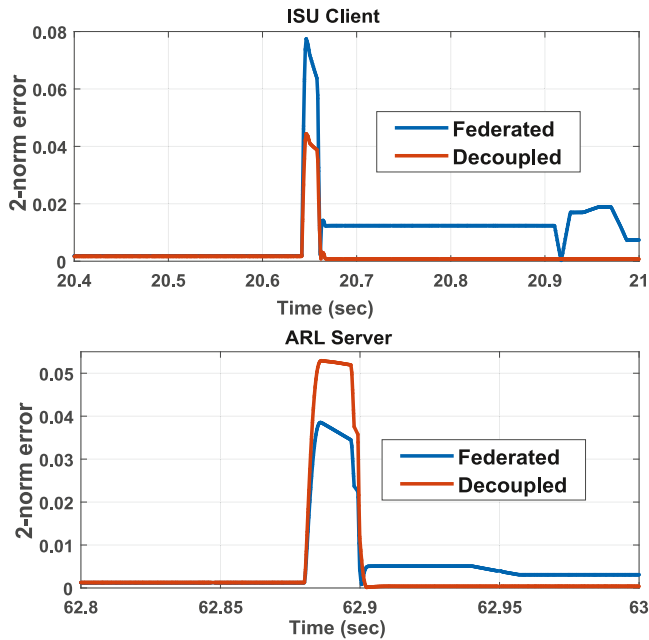 ISU Client
0.08
0.06
0.04
0.02
0
2-norm error
Federated
Decoupled
20.4 20.5 20.6 20.7 20.8 20.9 21
Time (sec)
ARL Server
0.05
0.04
0.03
0.02
0.01
0
2-norm error
Federated
Decoupled
62.8 62.85 62.9 62.95 63
Time (sec)